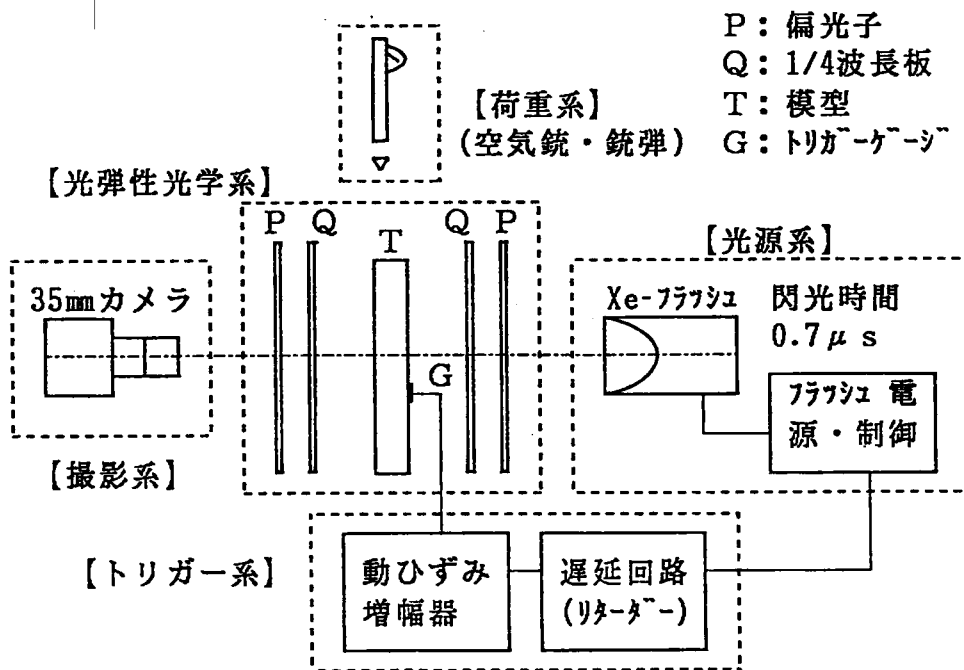 P：偏光子
Q：1/4波長板
T：模型
G：ﾄﾘｶﾞｰｹﾞｰｼﾞ
【荷重系】
(空気銃・銃弾)
【光弾性光学系】
P Q T Q P
G
【光源系】
35mmカメラ
Xe-ﾌﾗｯｼｭ
閃光時間
0.7μs
ﾌﾗｯｼｭ 電
源・制御
【撮影系】
【トリガー系】
動ひずみ
増幅器
遅延回路
(ﾘﾀｰﾀﾞｰ)